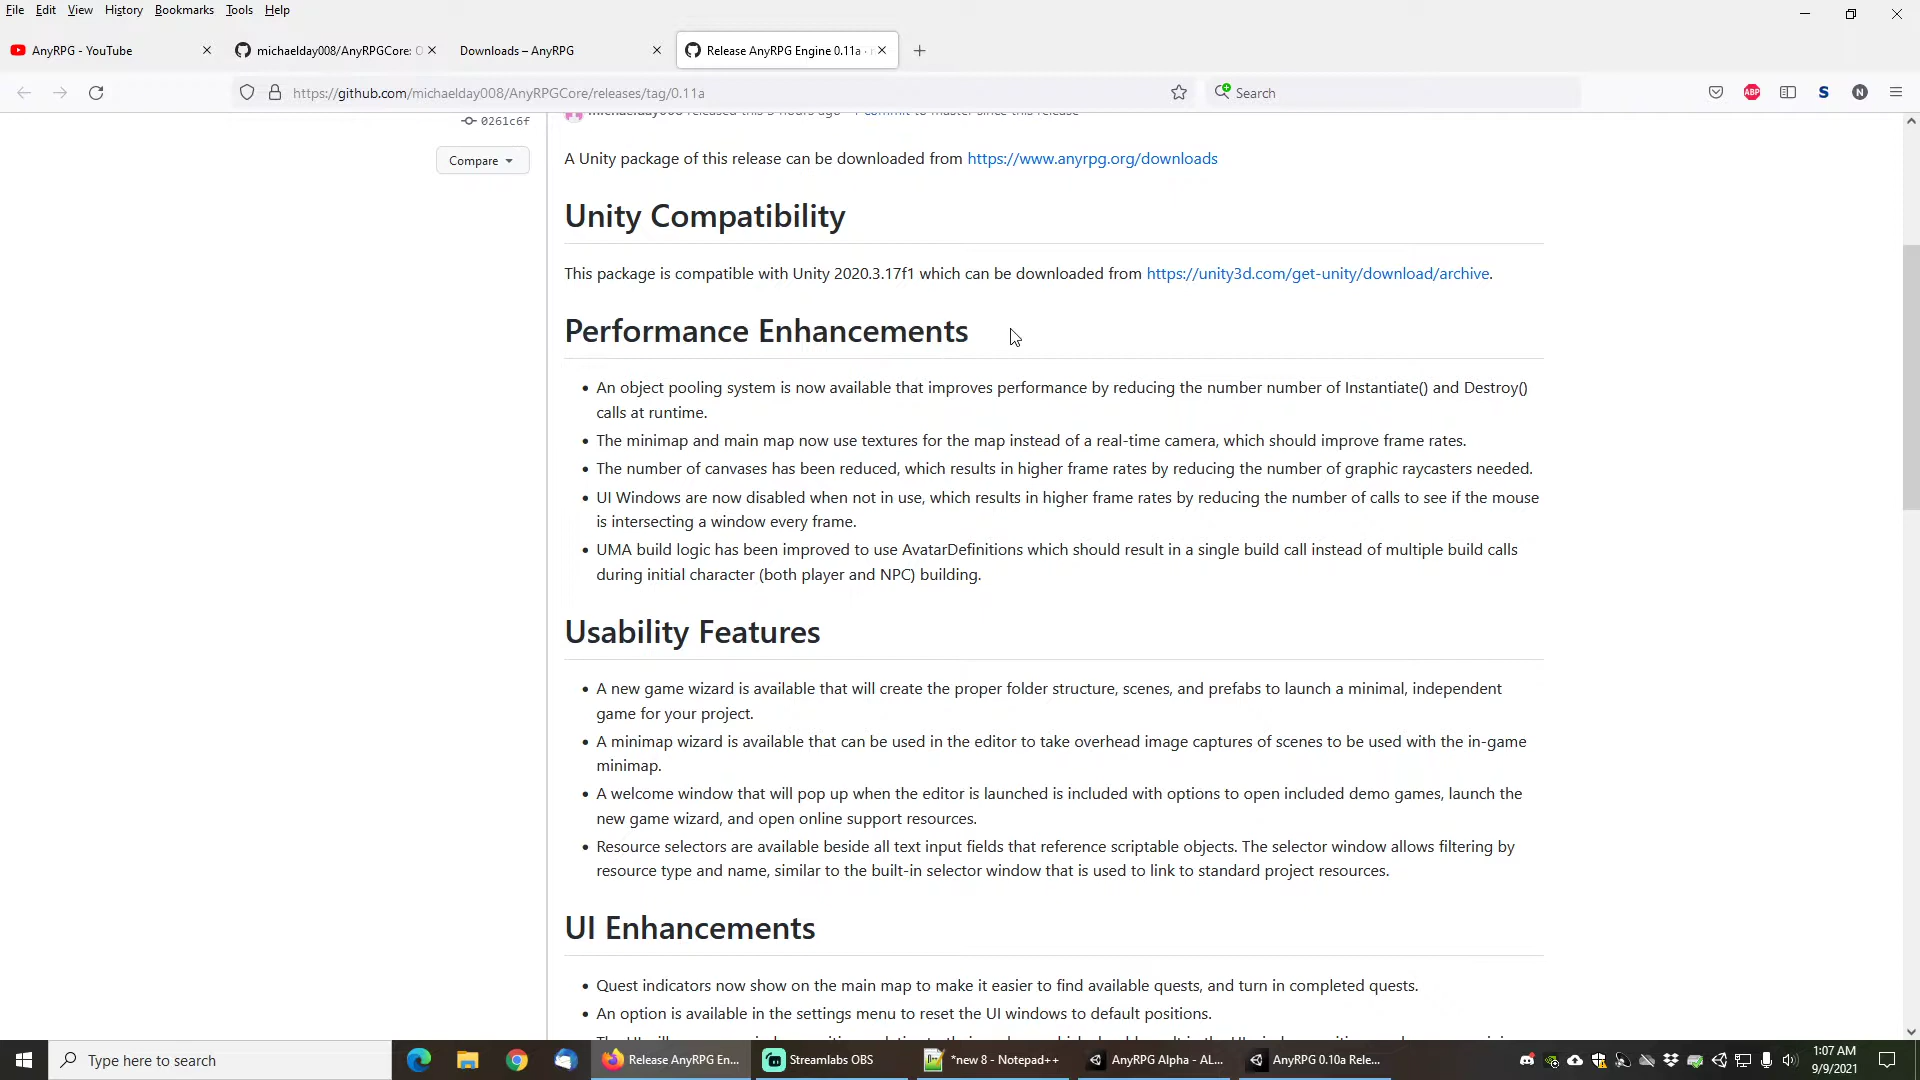 File Edit View History Bookmarks Tools Help
AnyRPG - YouTube
michaelday008/AnyRPGCore: O
Downloads – AnyRPG
Release AnyRPG Engine 0.11a ·
https://github.com/michaelday008/AnyRPGCore/releases/tag/0.11a
Search
ABP
S
N
0261c6f
Compare
michaelday008 released this 5 hours ago
commit to master since this release
A Unity package of this release can be downloaded from https://www.anyrpg.org/downloads
Unity Compatibility
This package is compatible with Unity 2020.3.17f1 which can be downloaded from https://unity3d.com/get-unity/download/archive.
Performance Enhancements
• An object pooling system is now available that improves performance by reducing the number number of Instantiate() and Destroy()
calls at runtime.
• The minimap and main map now use textures for the map instead of a real-time camera, which should improve frame rates.
• The number of canvases has been reduced, which results in higher frame rates by reducing the number of graphic raycasters needed.
• UI Windows are now disabled when not in use, which results in higher frame rates by reducing the number of calls to see if the mouse
is intersecting a window every frame.
• UMA build logic has been improved to use AvatarDefinitions which should result in a single build call instead of multiple build calls
during initial character (both player and NPC) building.
Usability Features
• A new game wizard is available that will create the proper folder structure, scenes, and prefabs to launch a minimal, independent
game for your project.
• A minimap wizard is available that can be used in the editor to take overhead image captures of scenes to be used with the in-game
minimap.
• A welcome window that will pop up when the editor is launched is included with options to open included demo games, launch the
new game wizard, and open online support resources.
• Resource selectors are available beside all text input fields that reference scriptable objects. The selector window allows filtering by
resource type and name, similar to the built-in selector window that is used to link to standard project resources.
UI Enhancements
• Quest indicators now show on the main map to make it easier to find available quests, and turn in completed quests.
• An option is available in the settings menu to reset the UI windows to default positions.
Type here to search
Release AnyRPG En...
Streamlabs OBS
*new 8 - Notepad++
AnyRPG Alpha - AL...
AnyRPG 0.10a Rele...
1:07 AM
9/9/2021